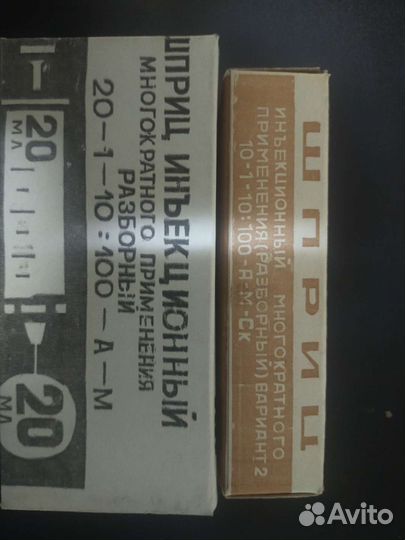 ШПРИЦ ИНЪЕКЦИОННЫЙ
МНОГОКРАТНОГО ПРИМЕНЕНИЯ
РАЗБОРНЫЙ
20-1-10:100-А-М
20
МЛ
20
МЛ
ШПРИЦ
ИНЪЕКЦИОННЫЙ МНОГОКРАТНОГО
ПРИМЕНЕНИЯ(РАЗБОРНЫЙ) ВАРИАНТ 2
10-1-10:100-А-М-Ск
Avito